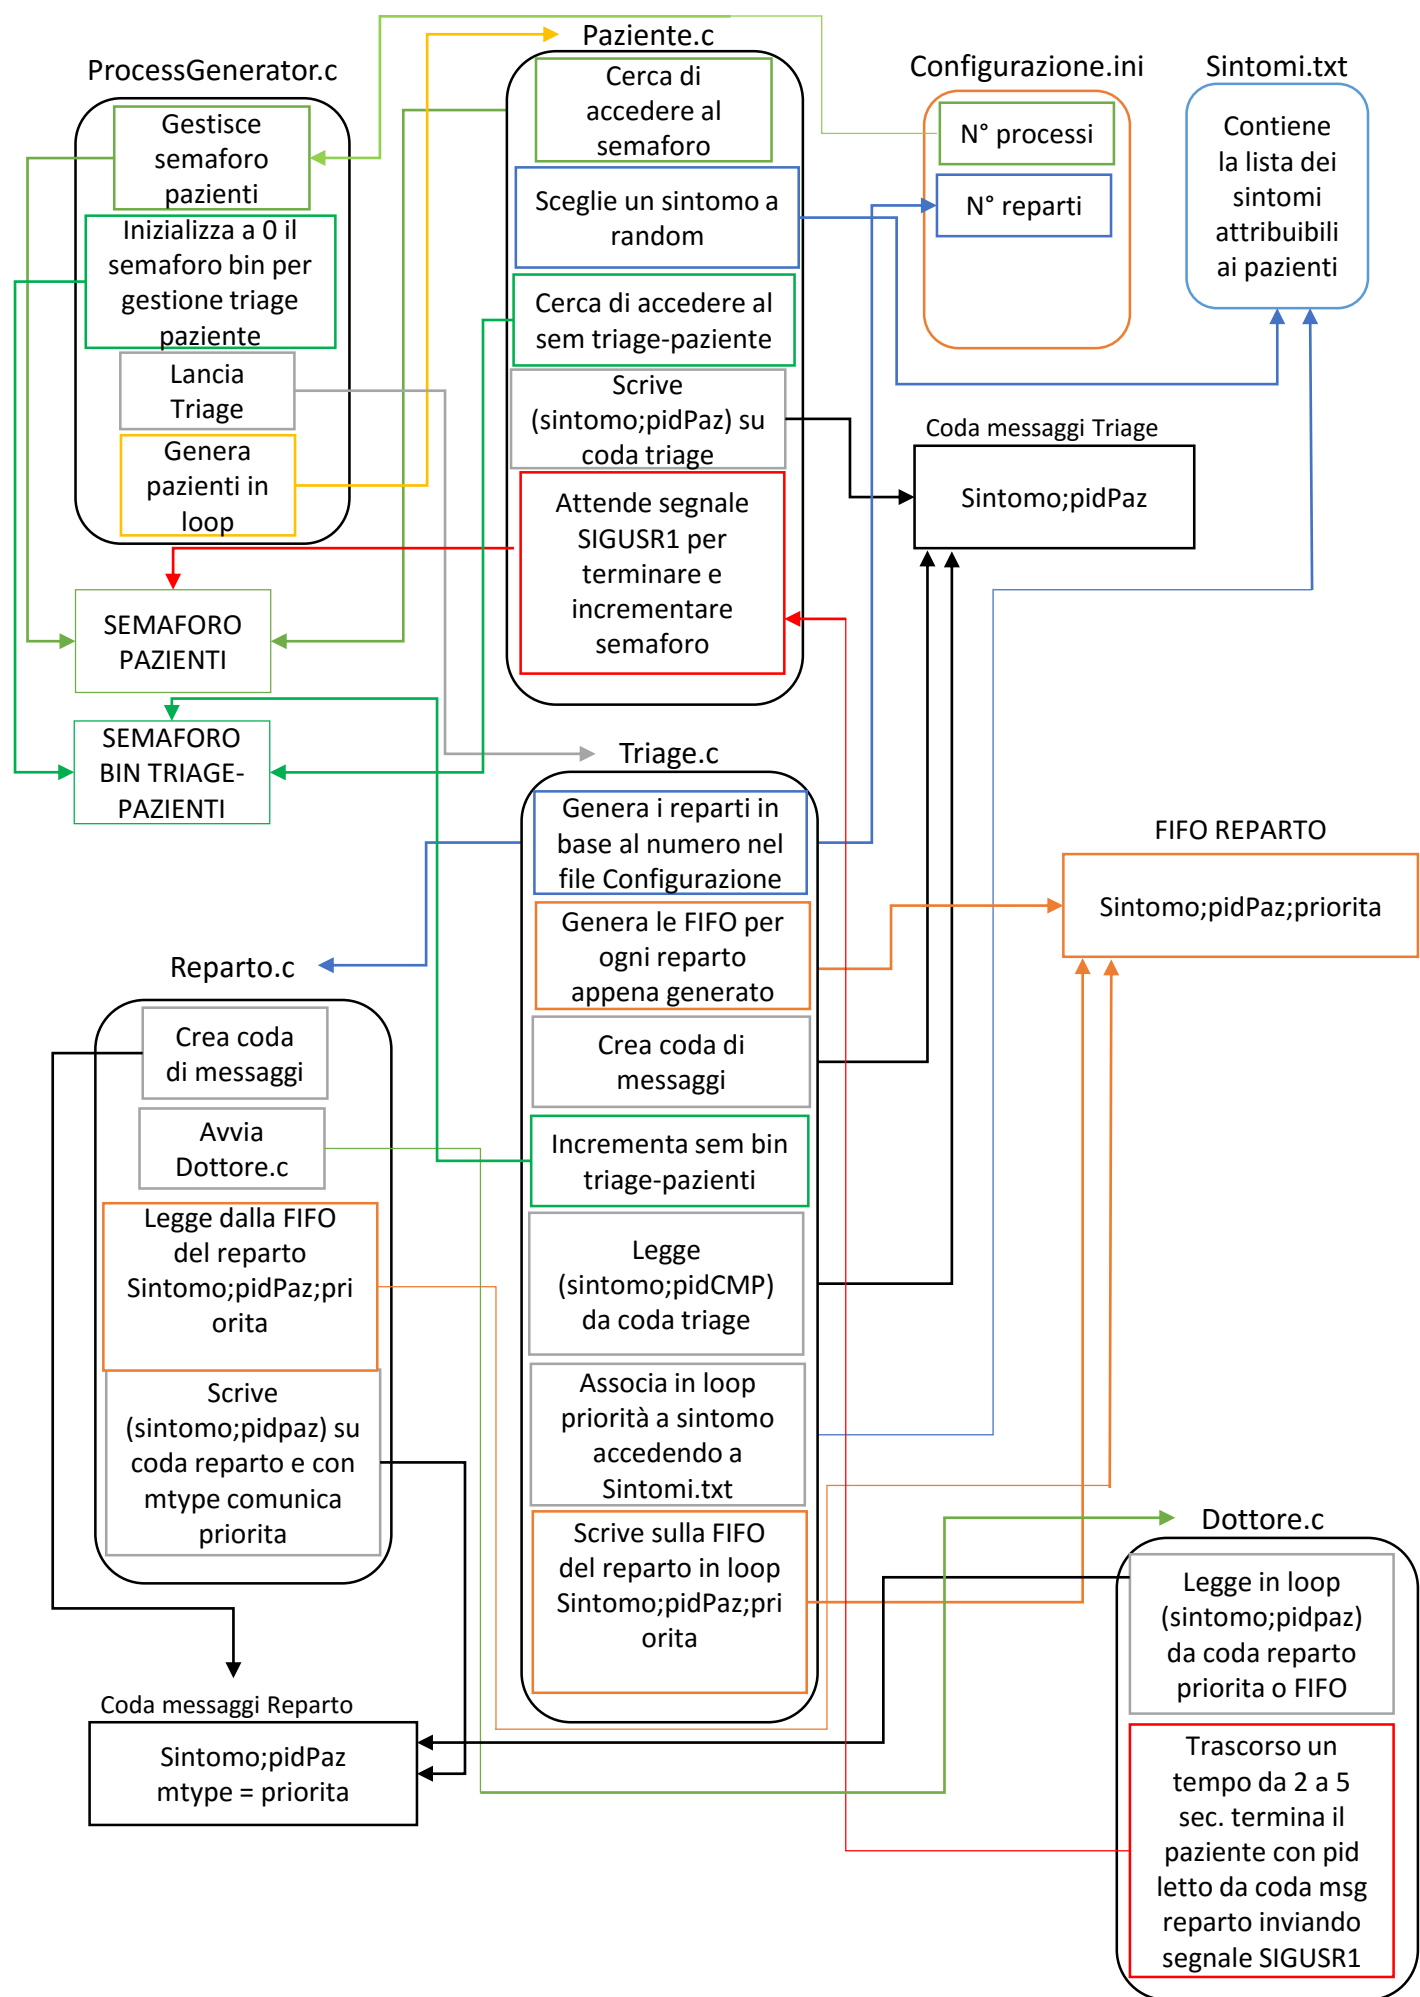 ProcessGenerator.c
Gestisce
semaforo
pazienti
Inizializza a 0 il
semaforo bin per
gestione triage
paziente
Lancia
Triage
Genera
pazienti in
loop
SEMAFORO
PAZIENTI
SEMAFORO
BIN TRIAGE-
PAZIENTI
Paziente.c
Cerca di
accedere al
semaforo
Sceglie un sintomo a
random
Cerca di accedere al
sem triage-paziente
Scrive
(sintomo;pidPaz) su
coda triage
Attende segnale
SIGUSR1 per
terminare e
incrementare
semaforo
Configurazione.ini
N° processi
N° reparti
Sintomi.txt
Contiene
la lista dei
sintomi
attribuibili
ai pazienti
Coda messaggi Triage
Sintomo;pidPaz
Triage.c
Genera i reparti in
base al numero nel
file Configurazione
Genera le FIFO per
ogni reparto
appena generato
Crea coda di
messaggi
Incrementa sem bin
triage-pazienti
Legge
(sintomo;pidCMP)
da coda triage
Associa in loop
priorità a sintomo
accedendo a
Sintomi.txt
Scrive sulla FIFO
del reparto in loop
Sintomo;pidPaz;pri
orita
FIFO REPARTO
Sintomo;pidPaz;priorita
Reparto.c
Crea coda
di messaggi
Avvia
Dottore.c
Legge dalla FIFO
del reparto
Sintomo;pidPaz;pri
orita
Scrive
(sintomo;pidpaz) su
coda reparto e con
mtype comunica
priorita
Coda messaggi Reparto
Sintomo;pidPaz
mtype = priorita
Dottore.c
Legge in loop
(sintomo;pidpaz)
da coda reparto
priorita o FIFO
Trascorso un
tempo da 2 a 5
sec. termina il
paziente con pid
letto da coda msg
reparto inviando
segnale SIGUSR1